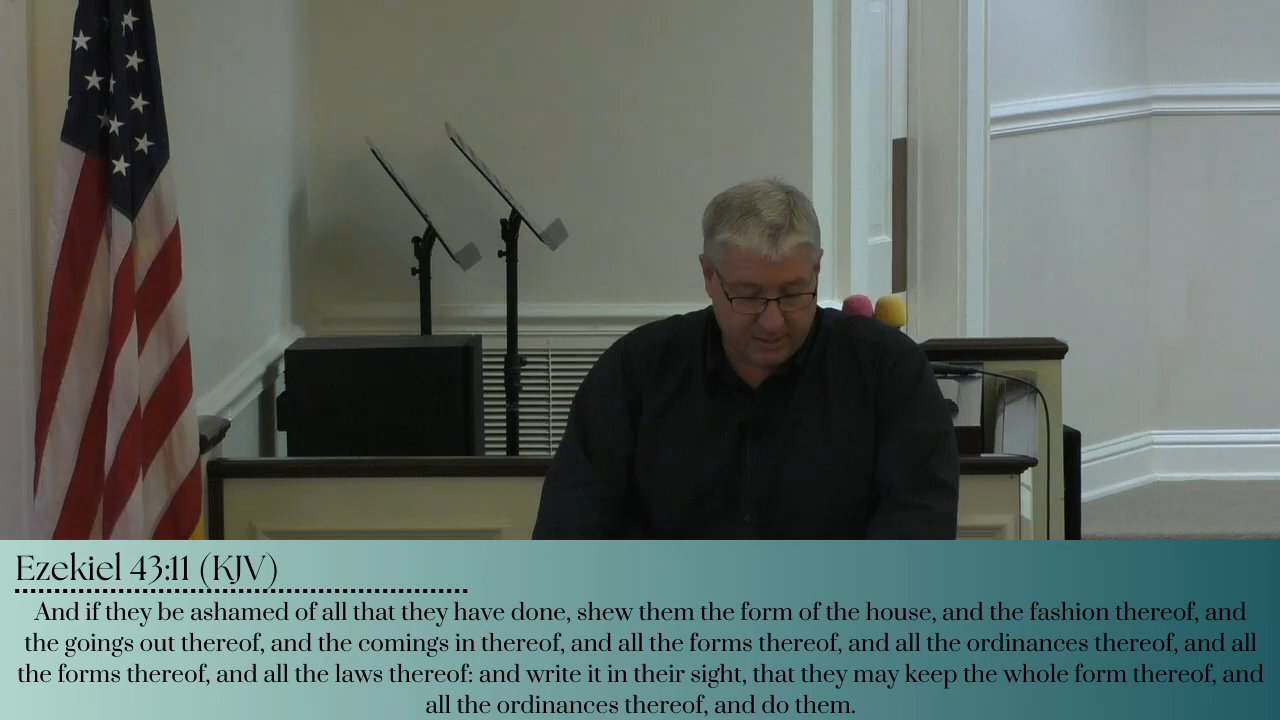 Ezekiel 43:11 (KJV)
And if they be ashamed of all that they have done, shew them the form of the house, and the fashion thereof, and
the goings out thereof, and the comings in thereof, and all the forms thereof, and all the ordinances thereof, and all
the forms thereof, and all the laws thereof: and write it in their sight, that they may keep the whole form thereof, and
all the ordinances thereof, and do them.